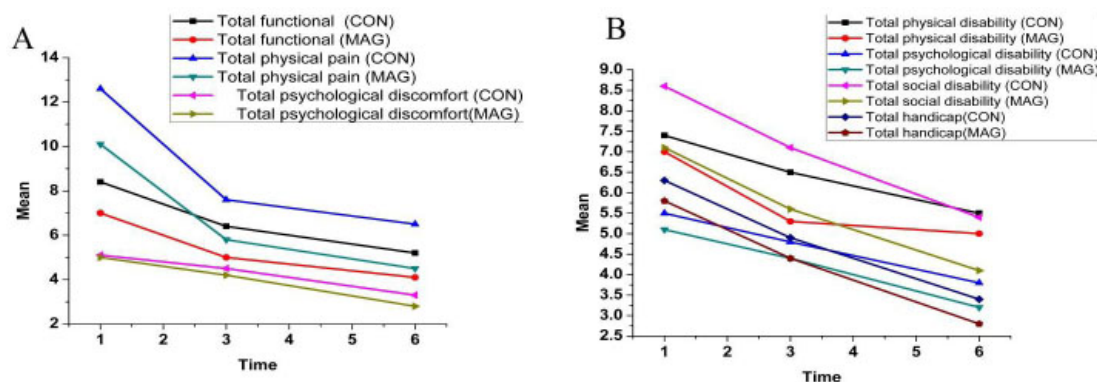 A
Total functional (CON)
Total functional (MAG)
Total physical pain (CON)
Total physical pain (MAG)
Total psychological discomfort (CON)
Total psychological discomfort(MAG)
14
12
10
8
6
4
2
Mean
1
2
3
4
5
6
Time
B
Total physical disability (CON)
Total physical disability (MAG)
Total psychological disability (CON)
Total psychological disability (MAG)
Total social disability (CON)
Total social disability (MAG)
Total handicap(CON)
Total handicap(MAG)
9.0
8.5
8.0
7.5
7.0
6.5
6.0
5.5
5.0
4.5
4.0
3.5
3.0
2.5
Mean
1
2
3
4
5
6
Time